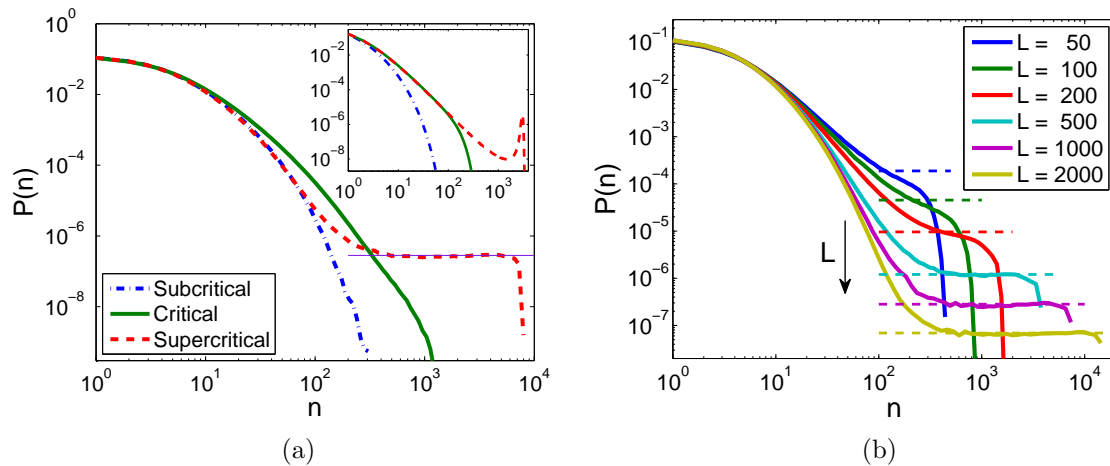 10^0
10^-2
10^-4
10^-6
10^-8
P(n)
10^0
10^1
10^2
10^3
10^4
n
Subcritical
Critical
Supercritical
10^0
10^-2
10^-4
10^-6
10^-8
10^0
10^1
10^2
10^3
(a)
10^-1
10^-2
10^-3
10^-4
10^-5
10^-6
10^-7
P(n)
10^0
10^1
10^2
10^3
10^4
n
L = 50
L = 100
L = 200
L = 500
L = 1000
L = 2000
L
(b)